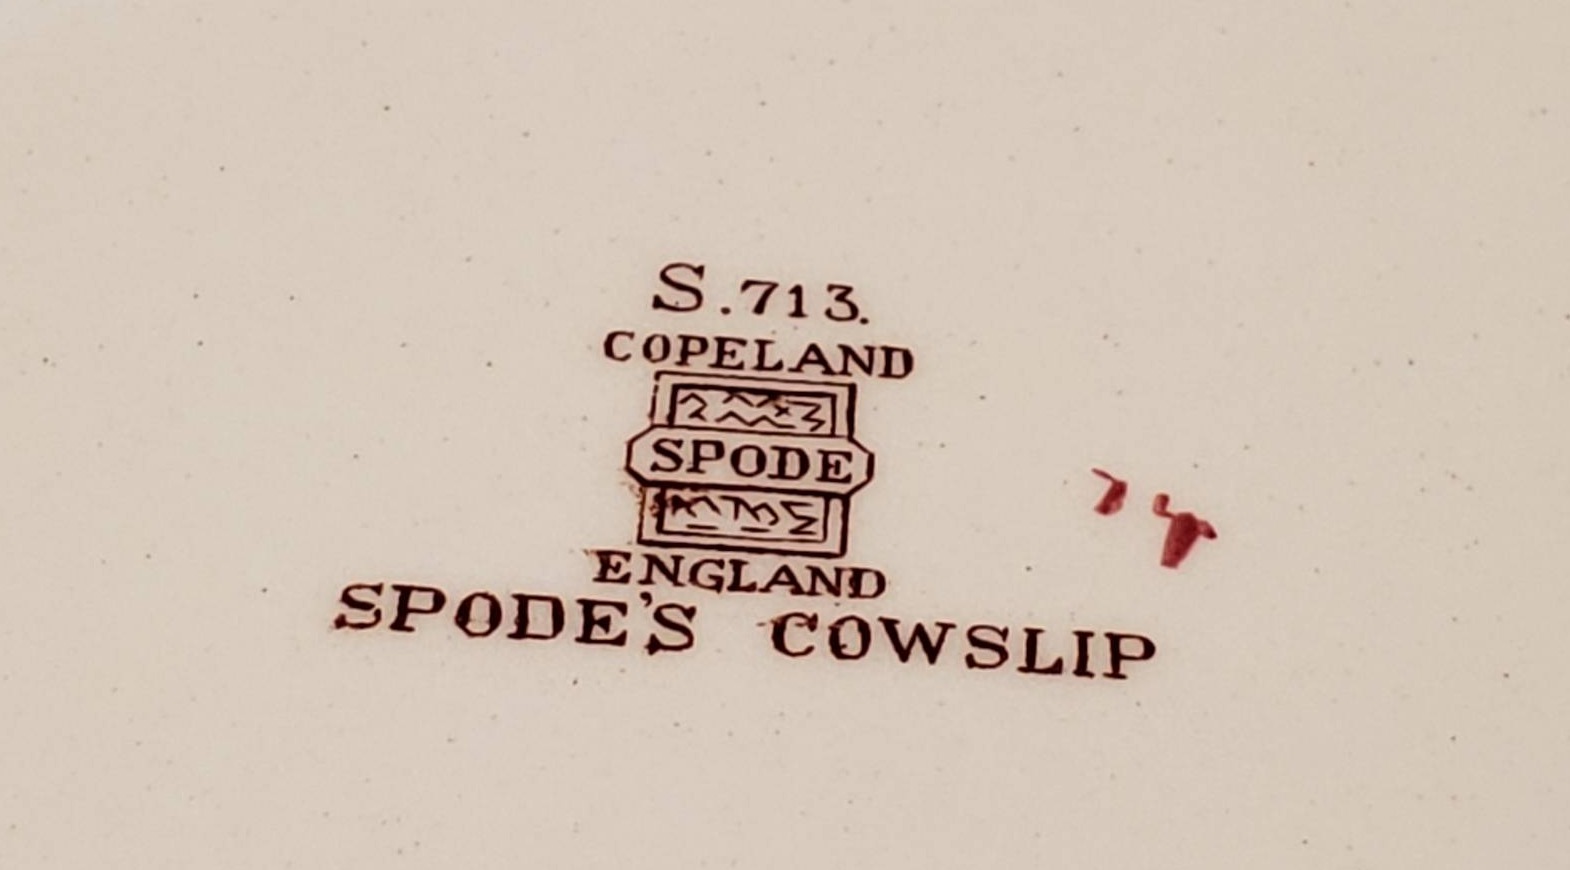 S.713.
COPELAND
SPODE
ENGLAND
SPODE'S COWSLIP